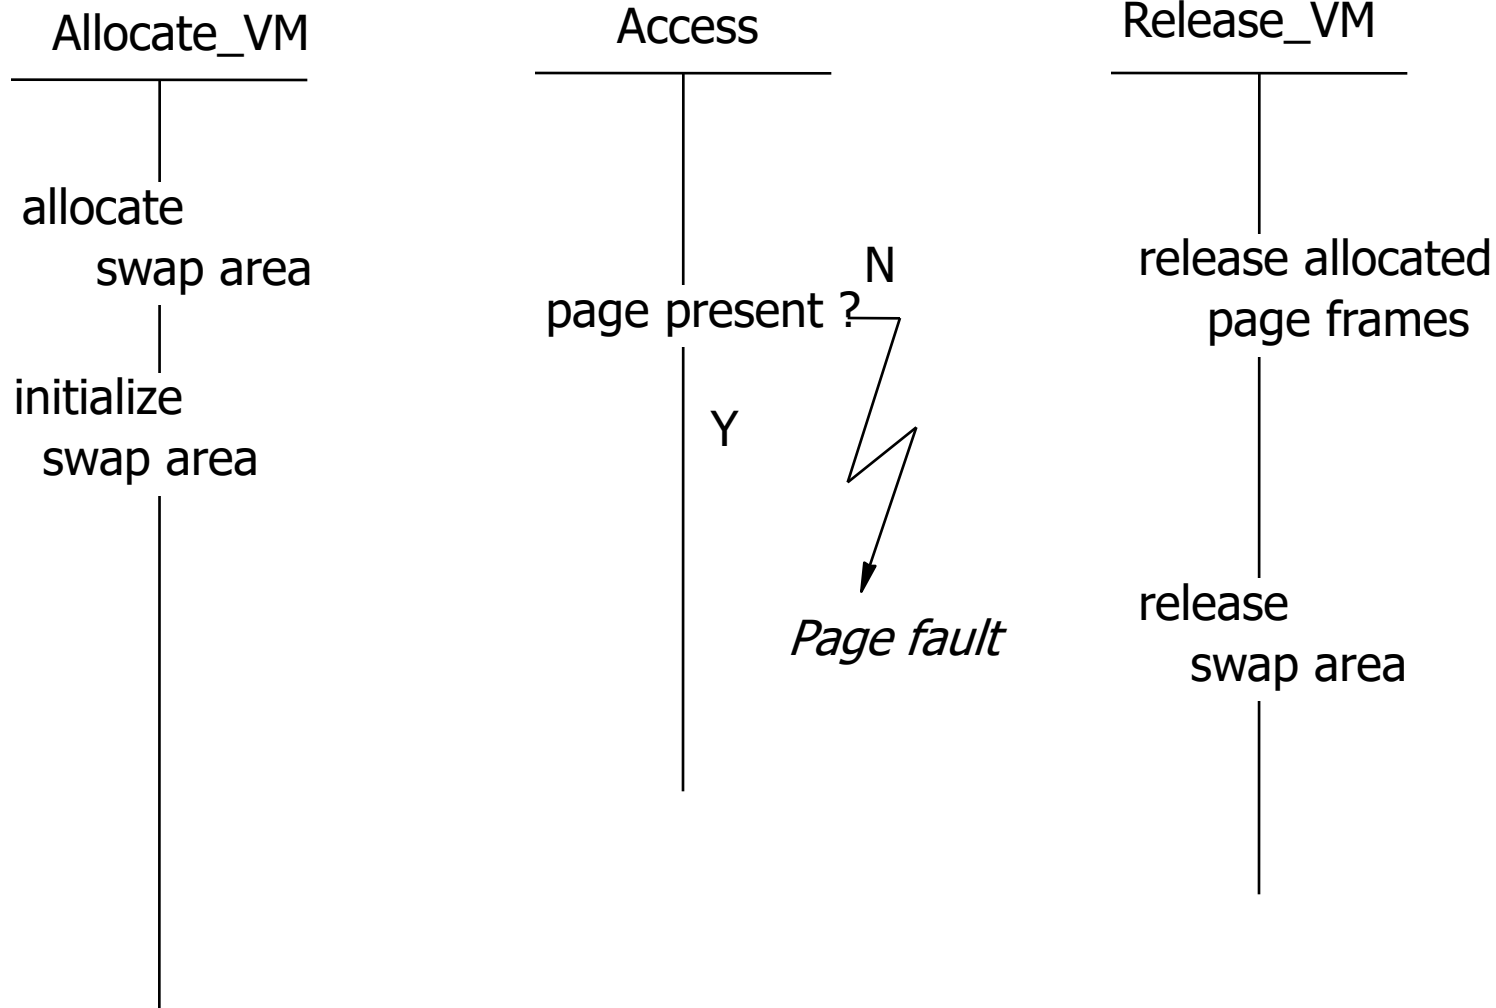 Allocate_VM
allocate
swap area
initialize
swap area
Access
N
page present ?
Y
Page fault
Release_VM
release allocated
page frames
release
swap area